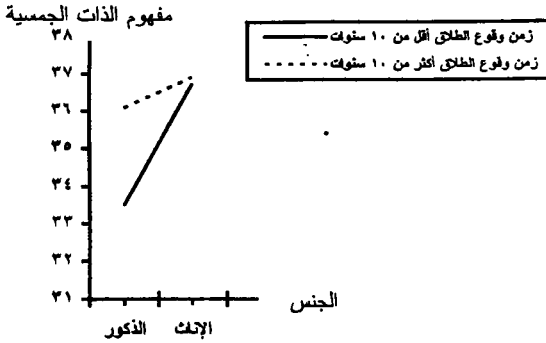 مفهوم الذات الجمسية
زمن وقوع الطلاق أقل من ١٠ سنوات
زمن وقوع الطلاق أكثر من ١٠ سنوات
٣٨
٣٧
٣٦
٣٥
٣٤
٣٣
٣٢
٣١
الجنس
الذكور
الإناث